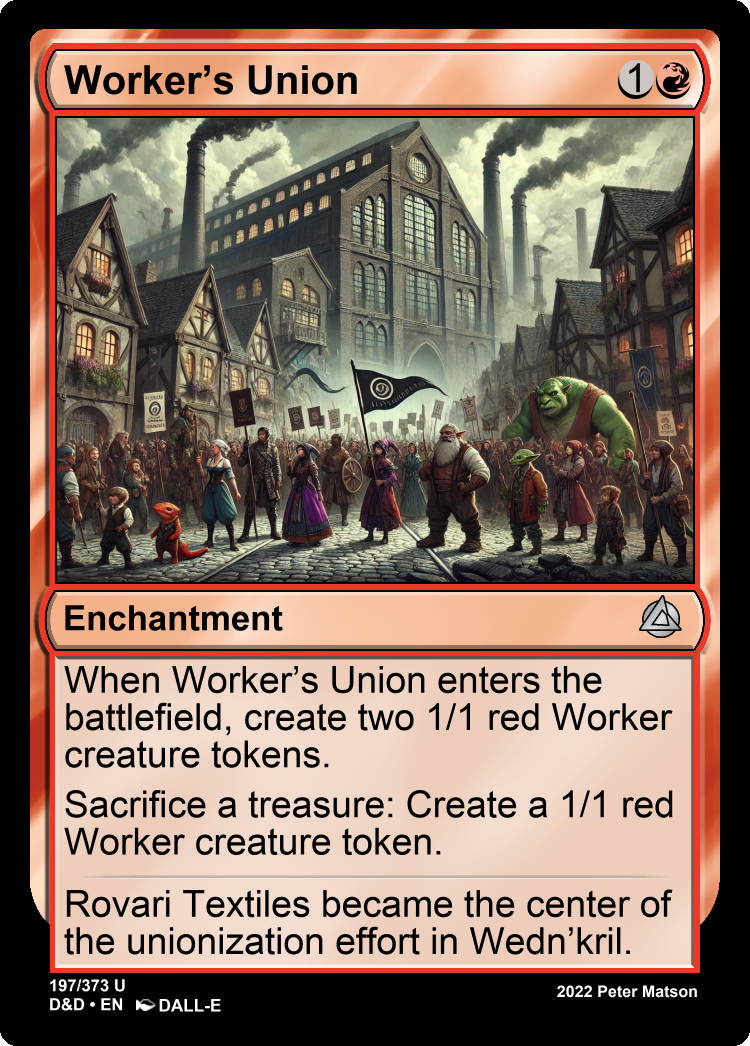 Worker's Union
1
Enchantment
When Worker's Union enters the
battlefield, create two 1/1 red Worker
creature tokens.
Sacrifice a treasure: Create a 1/1 red
Worker creature token.
Rovari Textiles became the center of
the unionization effort in Wedn'kril.
197/373 U
D&D • EN DALL-E
2022 Peter Matson